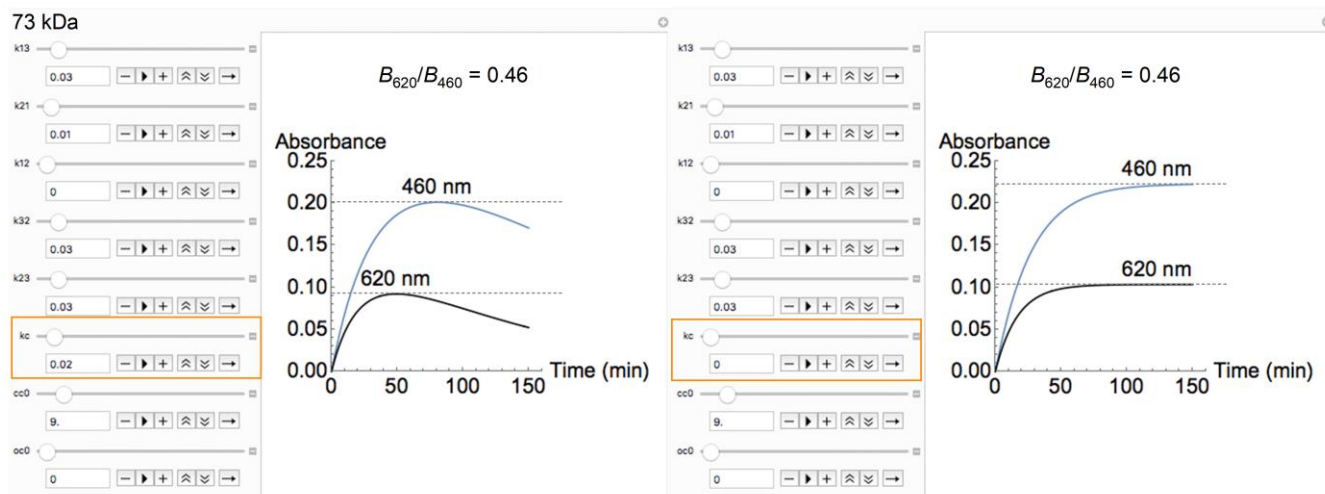 73 kDa
k13
0.03
k21
0.01
k12
0
k32
0.03
k23
0.03
kc
0.02
cc0
9.
oc0
0
B620/B460 = 0.46
Absorbance
0.25
0.20
0.15
0.10
0.05
0.00
460 nm
620 nm
0 50 100 150
Time (min)
k13
0.03
k21
0.01
k12
0
k32
0.03
k23
0.03
kc
0
cc0
9.
oc0
0
B620/B460 = 0.46
Absorbance
0.25
0.20
0.15
0.10
0.05
0.00
460 nm
620 nm
0 50 100 150
Time (min)